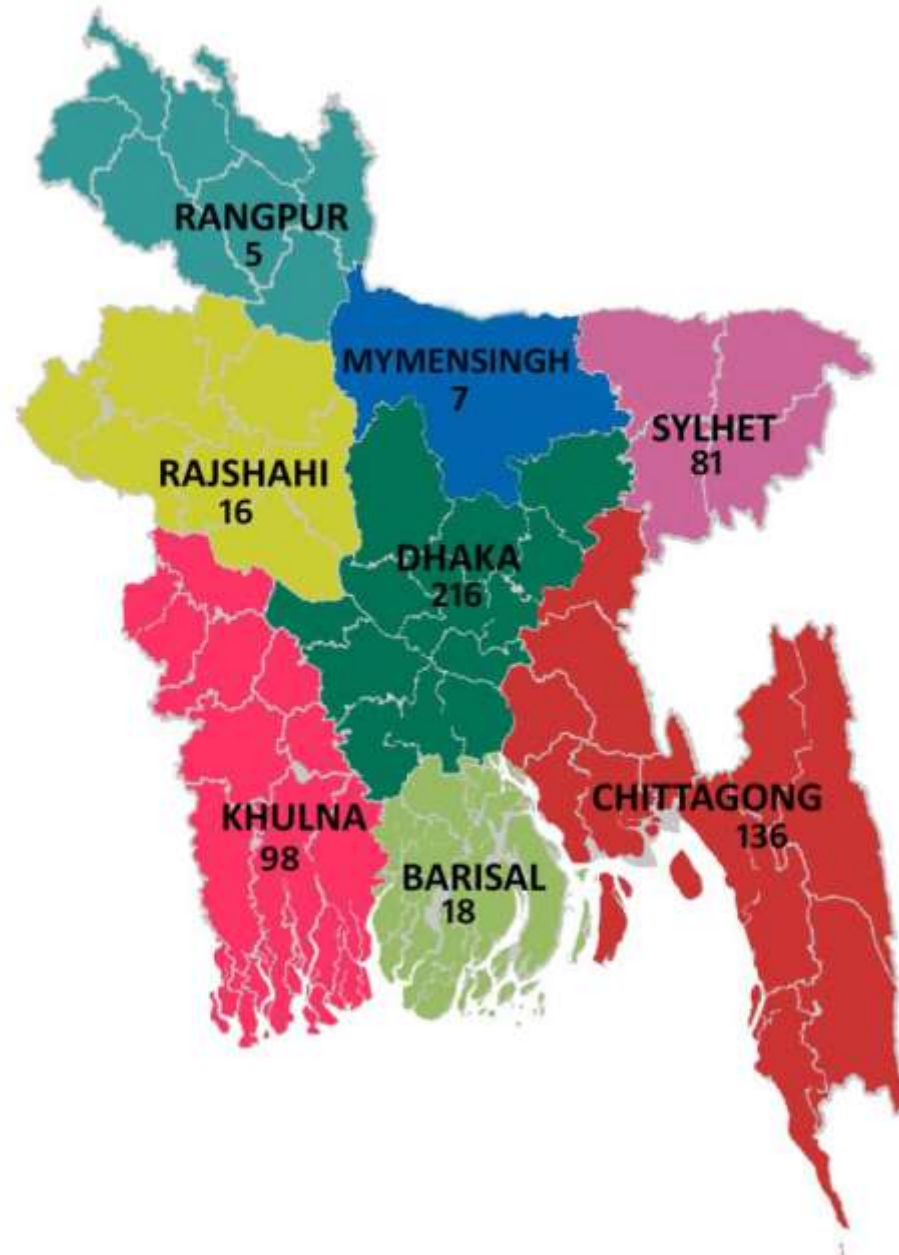 RANGPUR
5
MYMENSINGH
7
SYLHET
81
RAJSHAHI
16
DHAKA
216
KHULNA
98
CHITTAGONG
136
BARISAL
18